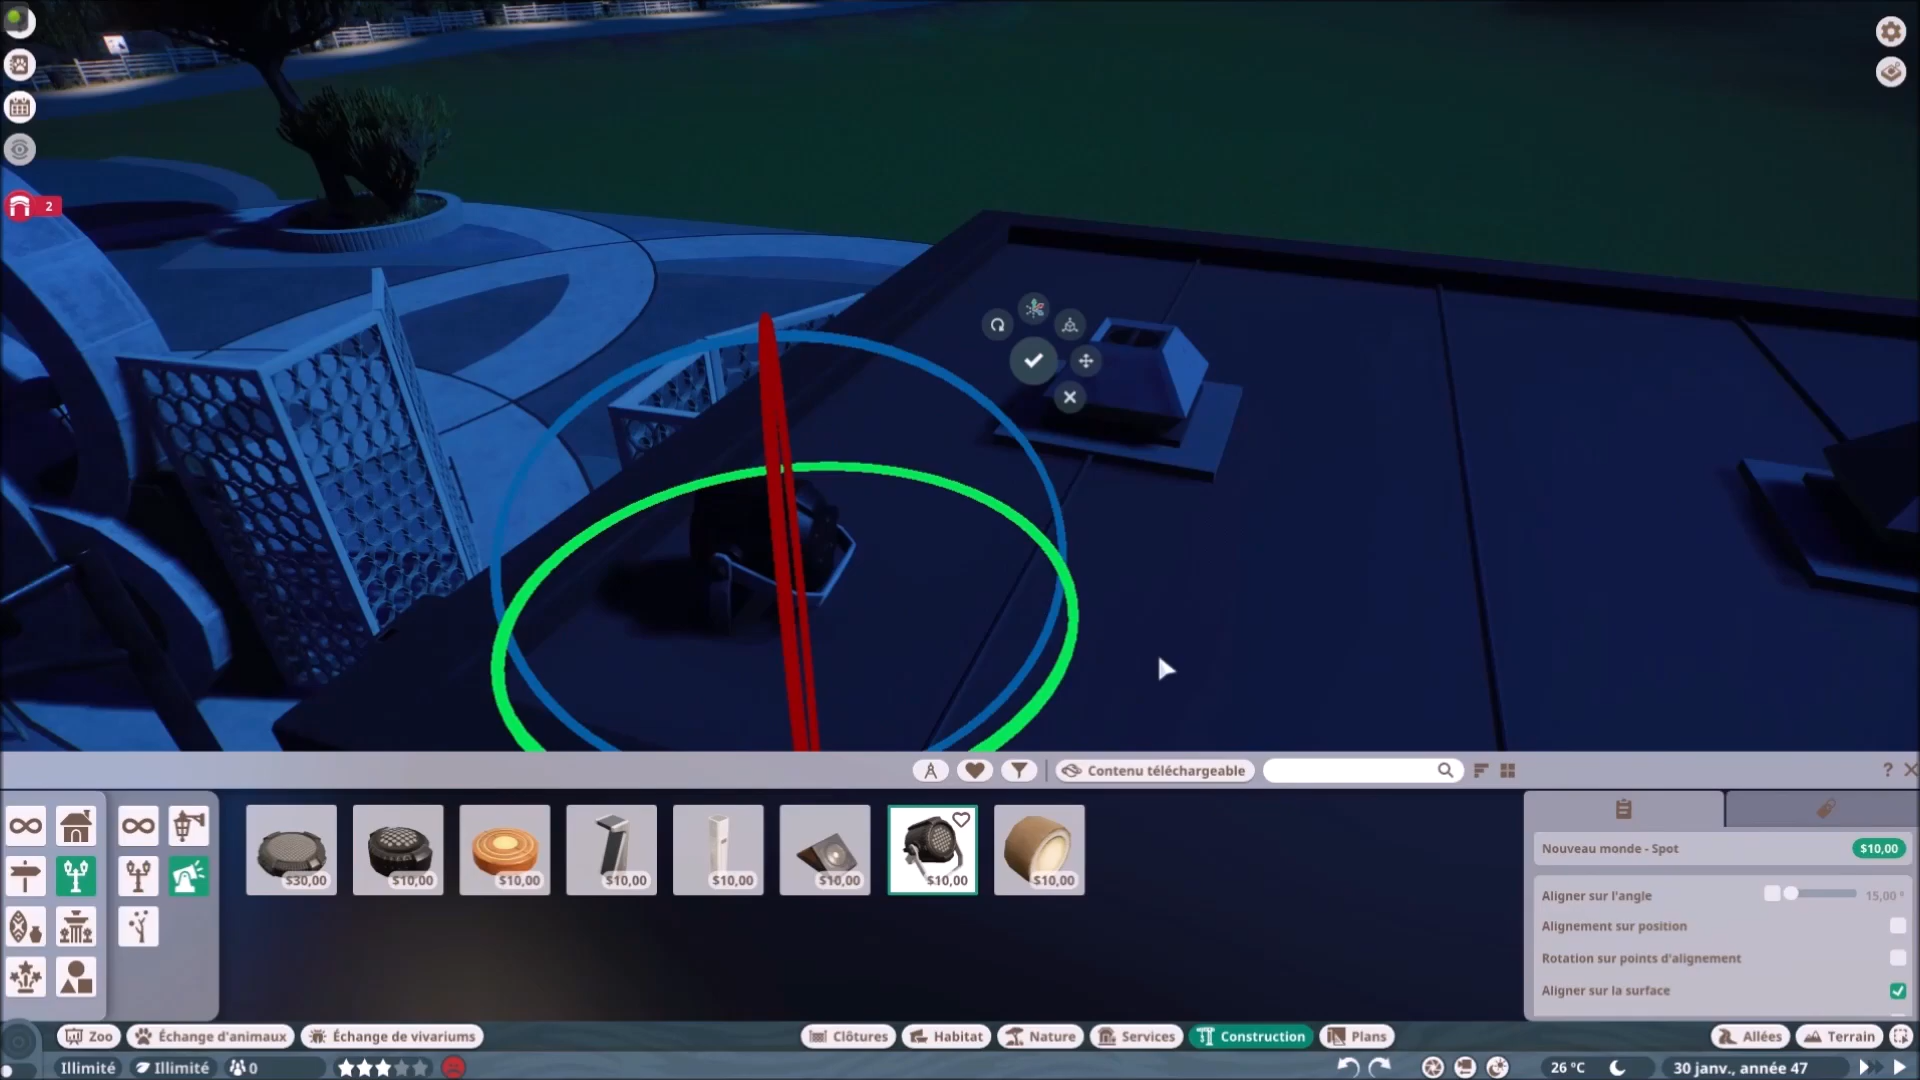 2
Contenu téléchargeable
?
$30,00
$10,00
$10,00
$10,00
$10,00
$10,00
$10,00
$10,00
Nouveau monde - Spot
$10,00
Aligner sur l'angle
15,00 °
Alignement sur position
Rotation sur points d'alignement
Aligner sur la surface
Zoo
Échange d'animaux
Échange de vivariums
Clôtures
Habitat
Nature
Services
Construction
Plans
Allées
Terrain
Illimité
Illimité
0
26 °C
30 janv., année 47